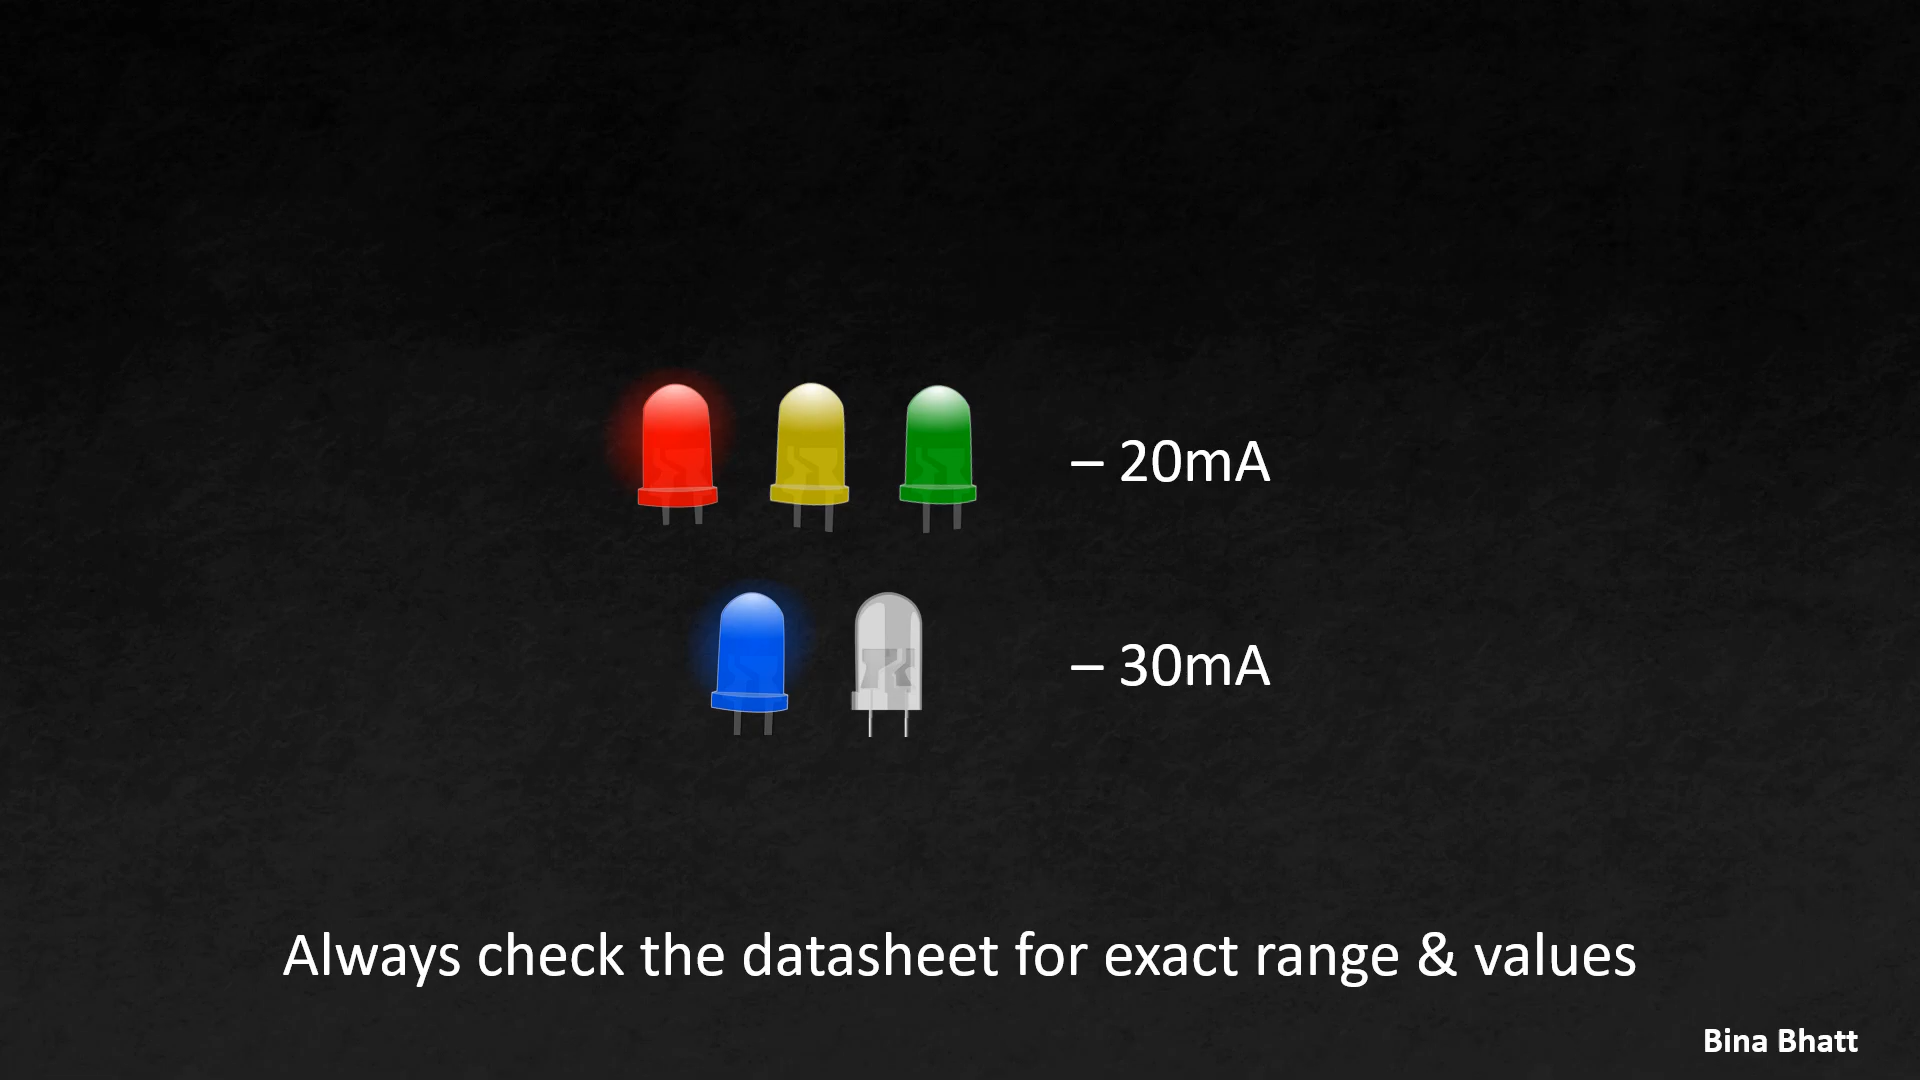 – 20mA
– 30mA
Always check the datasheet for exact range & values
Bina Bhatt